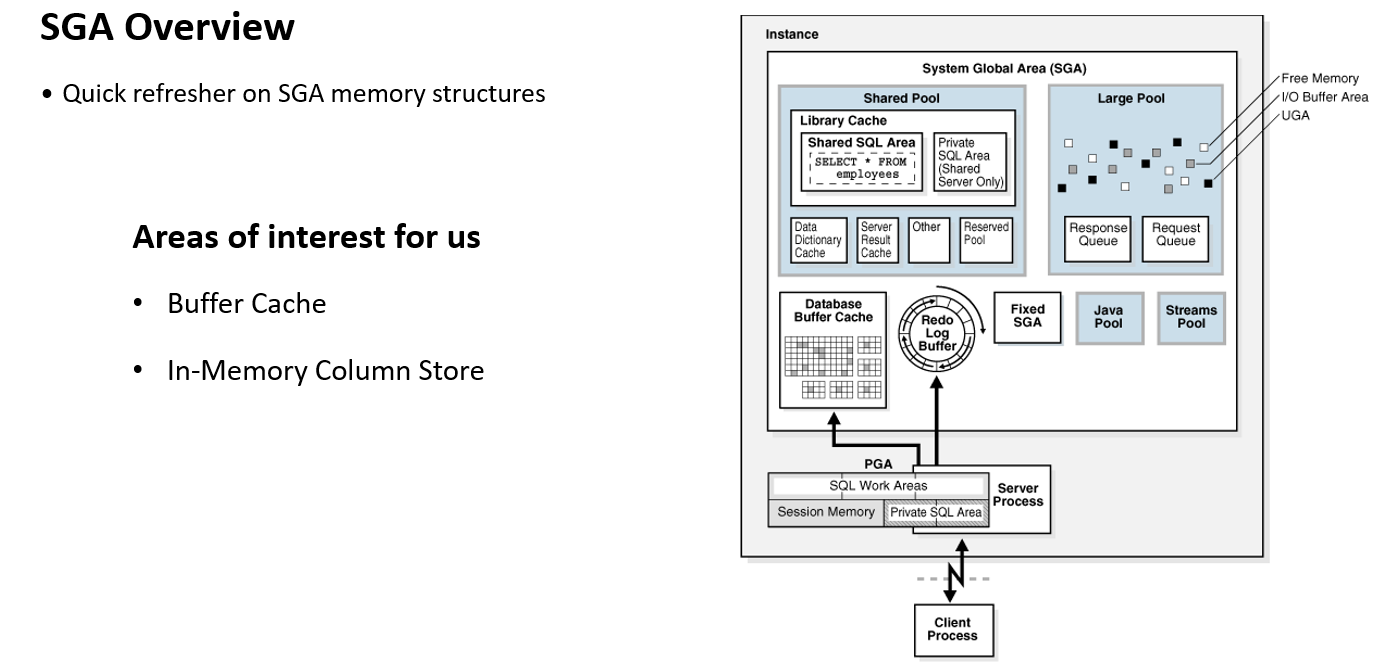 SGA Overview
• Quick refresher on SGA memory structures
Areas of interest for us
• Buffer Cache
• In-Memory Column Store
Instance
System Global Area (SGA)
Shared Pool
Library Cache
Shared SQL Area
SELECT * FROM
employees
Private
SQL Area
(Shared
Server Only)
Data
Dictionary
Cache
Server
Result
Cache
Other
Reserved
Pool
Large Pool
Free Memory
I/O Buffer Area
UGA
Response
Queue
Request
Queue
Database
Buffer Cache
Redo
Log
Buffer
Fixed
SGA
Java
Pool
Streams
Pool
PGA
SQL Work Areas
Session Memory
Private SQL Area
Server
Process
Client
Process